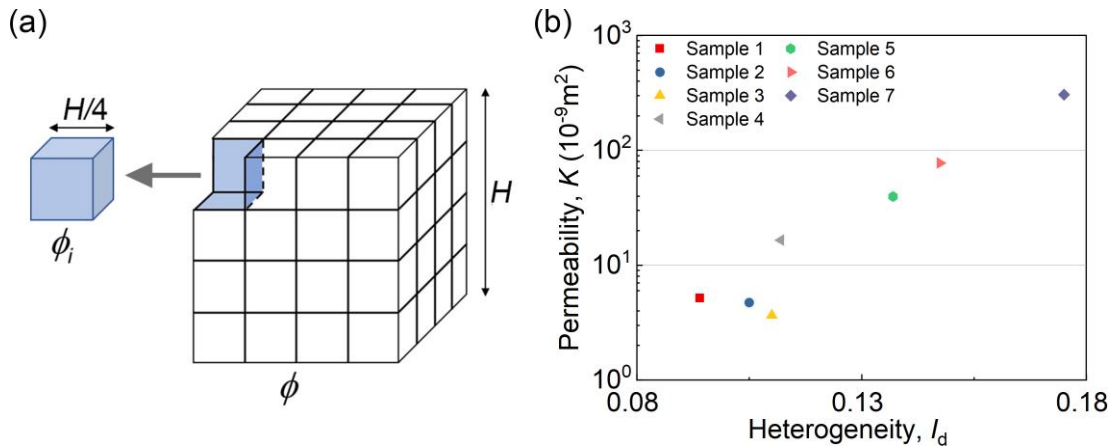 (a)
H/4
H
ϕi
ϕ
(b)
Permeability, K (10⁻⁹m²)
10³
10²
10¹
10⁰
Sample 1
Sample 2
Sample 3
Sample 4
Sample 5
Sample 6
Sample 7
0.08
0.13
0.18
Heterogeneity, Id